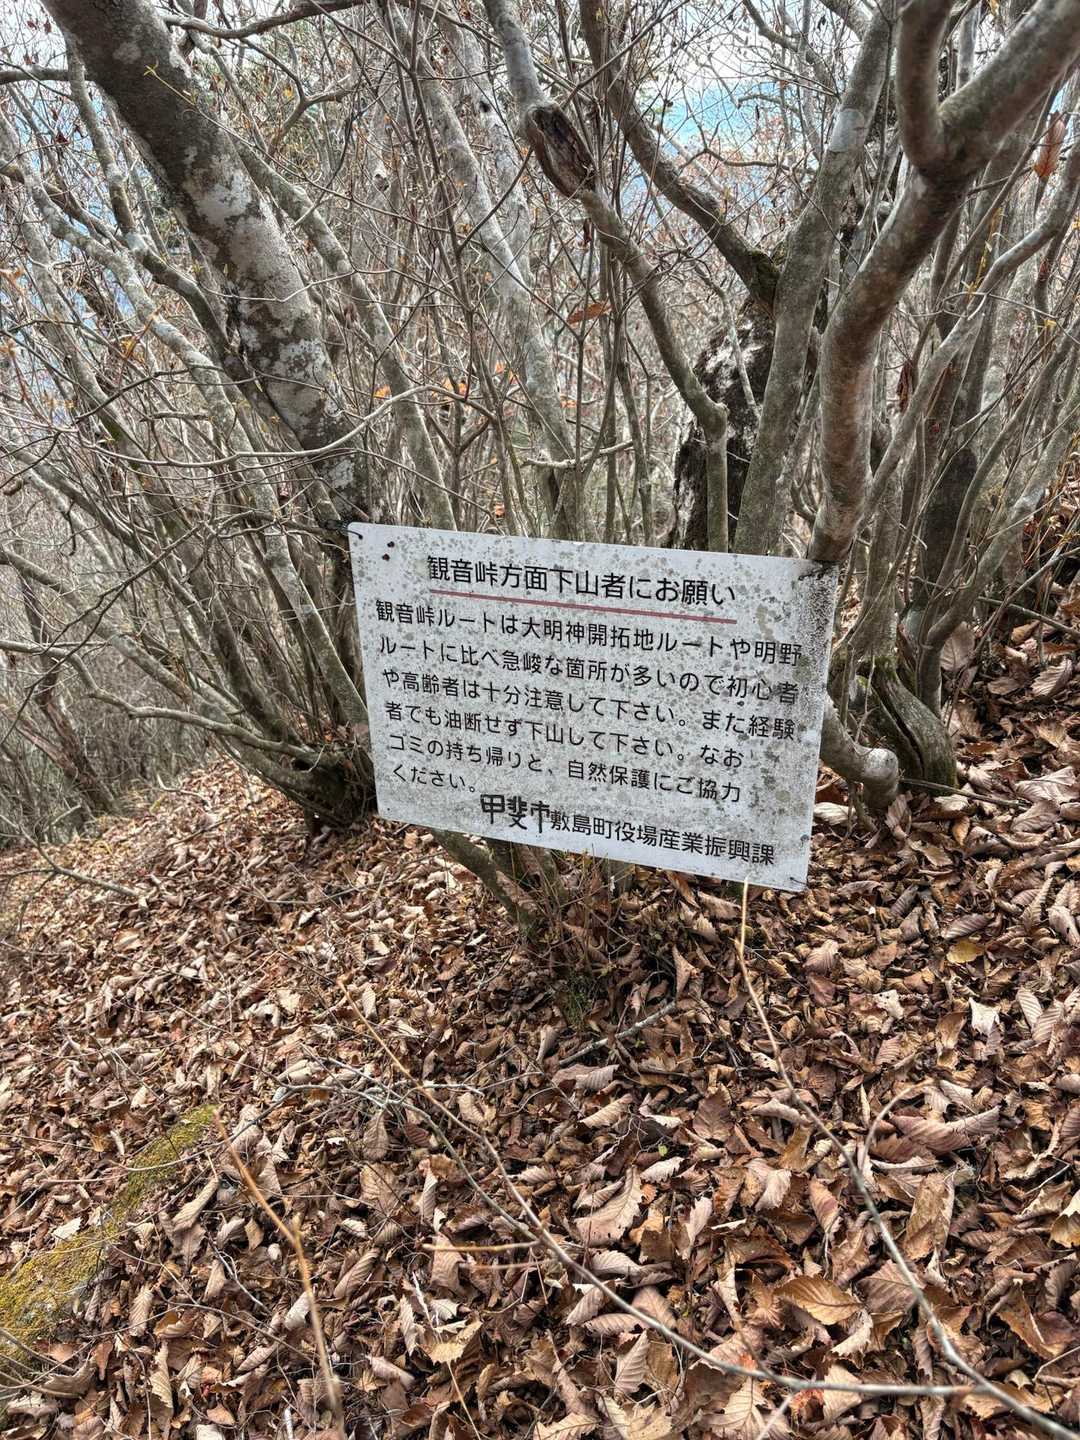 観音峠方面下山者にお願い
観音峠ルートは大明神開拓地ルートや明野
ルートに比べ急峻な箇所が多いので初心者
や高齢者は十分注意して下さい。また経験
者でも油断せず下山して下さい。なお
ゴミの持ち帰りと、自然保護にご協力
ください。
甲斐市敷島町役場産業振興課